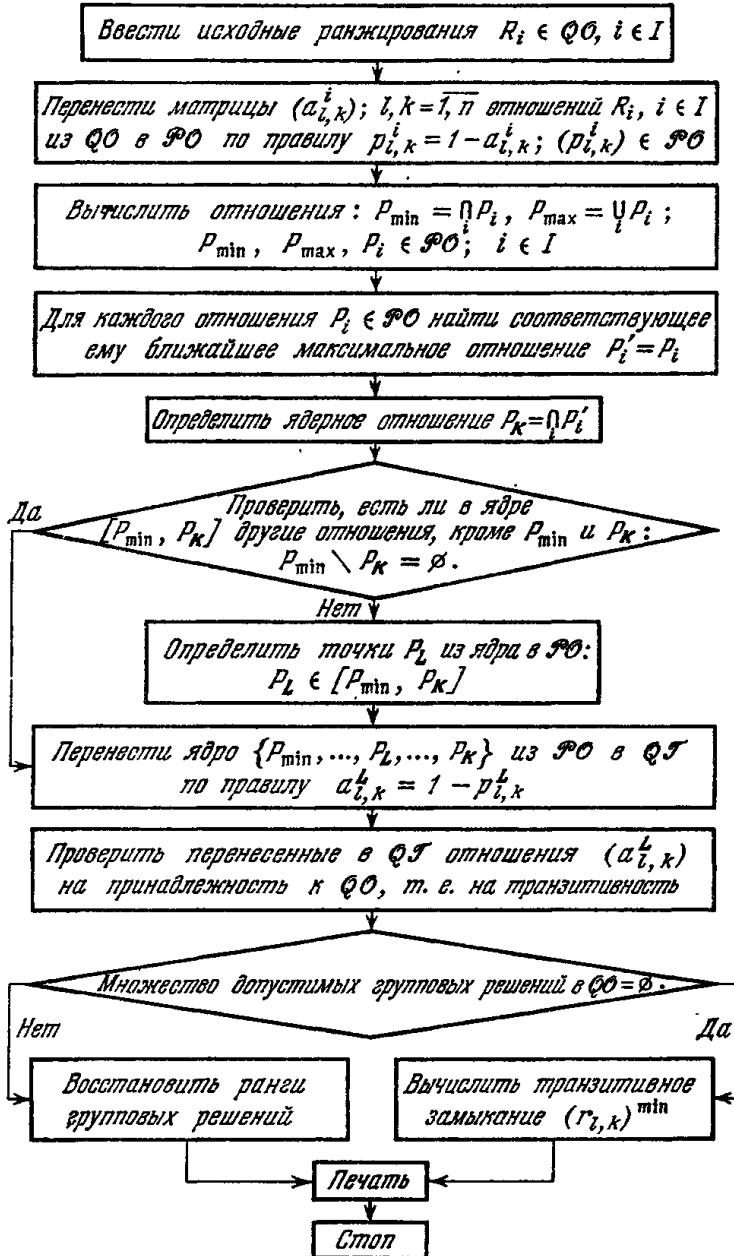 Ввести исходные ранжирования R_i ∈ QO, i ∈ I
Перенести матрицы (a^i_{l,k}); l, k = \overline{1, n} отношений R_i, i ∈ I
из QO в 𝒫O по правилу p^i_{l,k} = 1 − a^i_{l,k}; (p^i_{l,k}) ∈ 𝒫O
Вычислить отношения: P_min = ⋂_i P_i, P_max = ⋃_i P_i;
P_min, P_max, P_i ∈ 𝒫O; i ∈ I
Для каждого отношения P_i ∈ 𝒫O найти соответствующее
ему ближайшее максимальное отношение P_i' = P_i
Определить ядерное отношение P_K = ⋂_i P_i'
Проверить, есть ли в ядре
[P_min, P_K] другие отношения, кроме P_min и P_K:
P_min \ P_K = ∅.
Да
Нет
Определить точки P_L из ядра в 𝒫O:
P_L ∈ [P_min, P_K]
Перенести ядро {P_min, ..., P_L, ..., P_K} из 𝒫O в Q𝒯
по правилу a^L_{l,k} = 1 − p^L_{l,k}
Проверить перенесенные в Q𝒯 отношения (a^L_{l,k})
на принадлежность к QO, т. е. на транзитивность
Множество допустимых групповых решений в QO = ∅.
Нет
Да
Восстановить ранги
групповых решений
Вычислить транзитивное
замыкание (r_{l,k})^min
Печать
Стоп